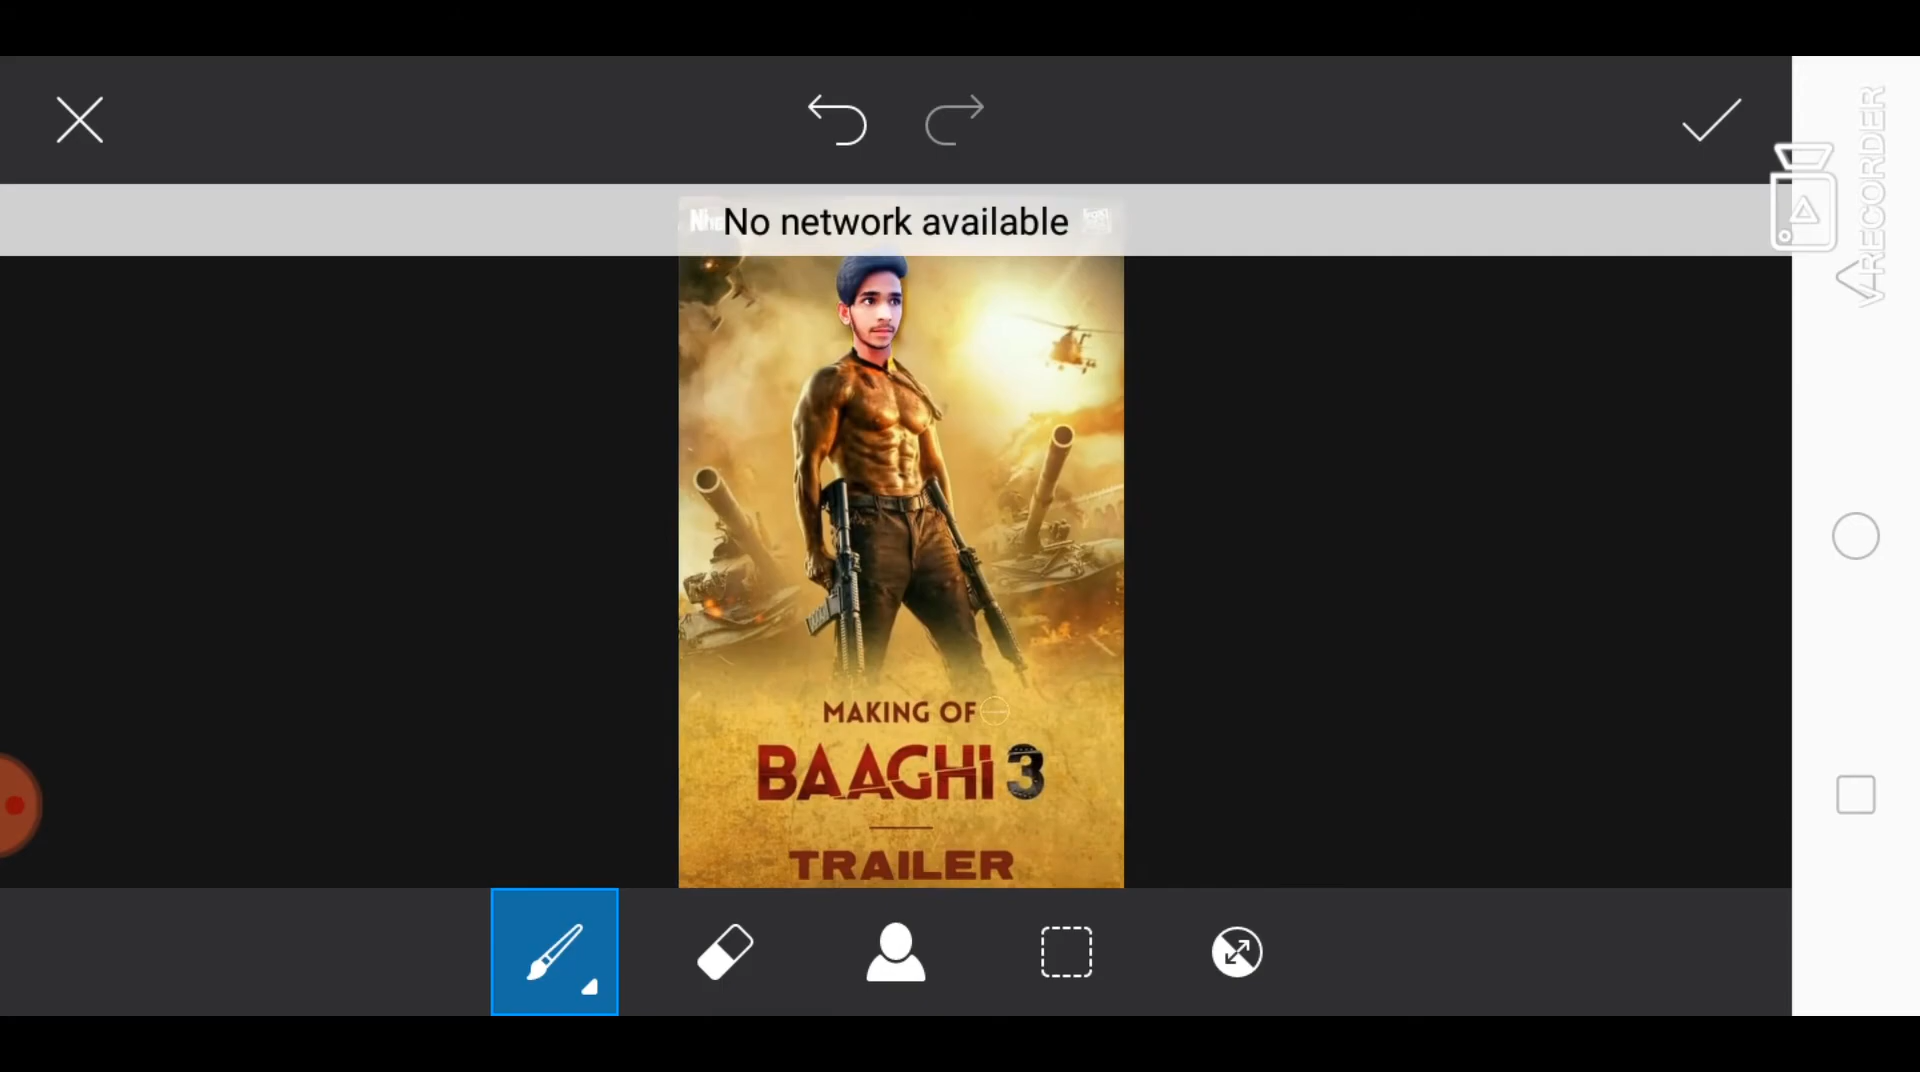 No network available
V RECORDER
MAKING OF
BAAGHI 3
TRAILER